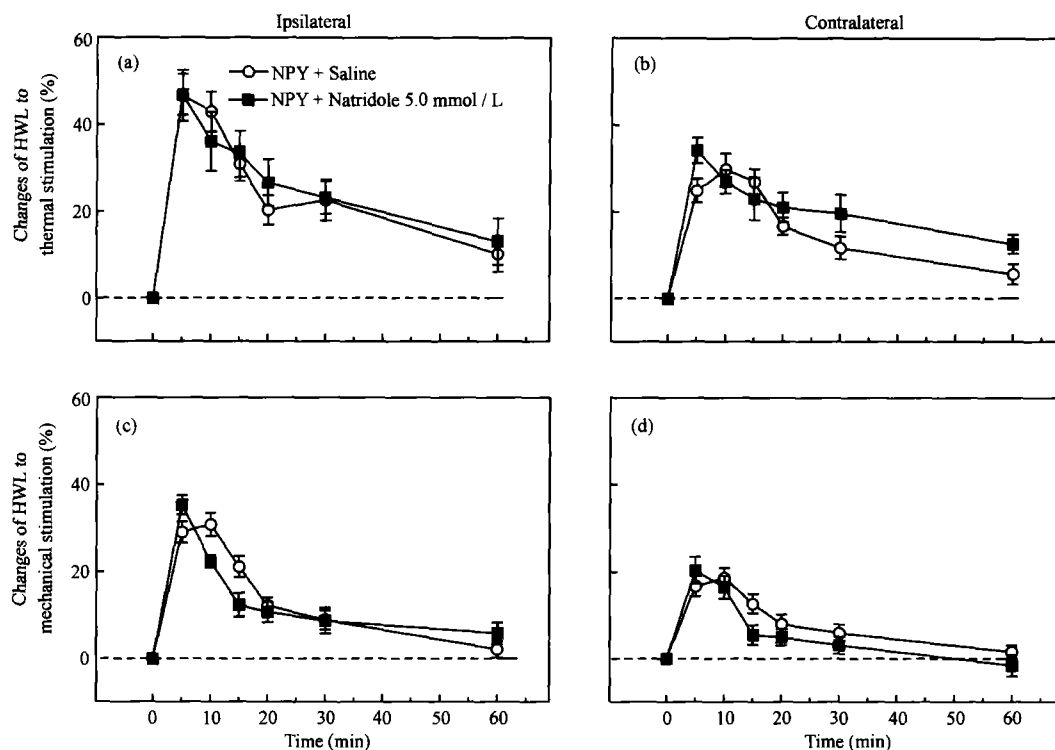 Ipsilateral
Contralateral
Changes of HWL to
thermal stimulation (%)
60
40
20
0
(a)
NPY + Saline
NPY + Natridole 5.0 mmol / L
(b)
Changes of HWL to
mechanical stimulation (%)
60
40
20
0
(c)
(d)
0 10 20 30 40 50 60
Time (min)
0 10 20 30 40 50 60
Time (min)